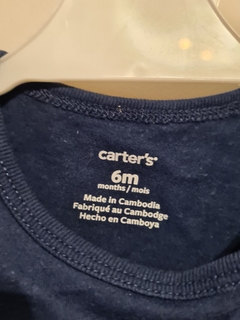 carter's®
6m
months / mois
Made in Cambodia
Fabriqué au Cambodge
Hecho en Camboya